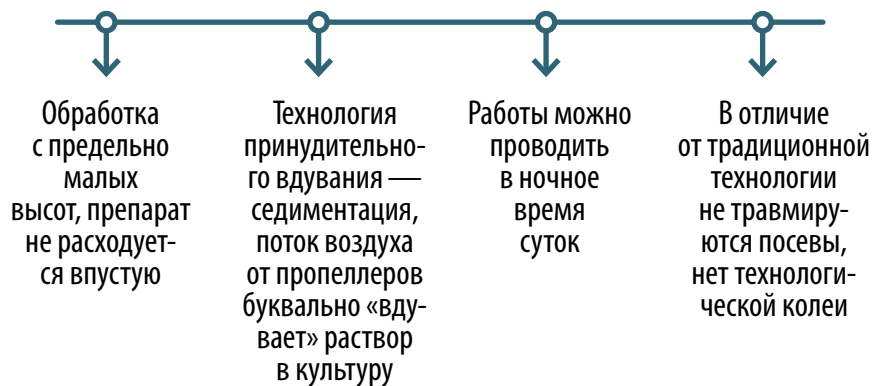 Обработка
с предельно
малых
высот, препарат
не расходует-
ся впустую
Технология
принудительно-
го вдувания —
седиментация,
поток воздуха
от пропеллеров
буквально «вду-
вает» раствор
в культуру
Работы можно
проводить
в ночное
время
суток
В отличие
от традиционной
технологии
не травмиру-
ются посевы,
нет технологи-
ческой колеи